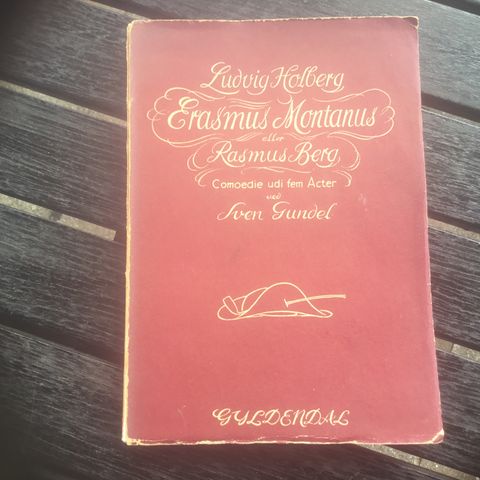 Ludvig Holberg
Erasmus Montanus
eller
Rasmus Berg
Comoedie udi fem Acter
ved
Sven Gundel
GYLDENDAL